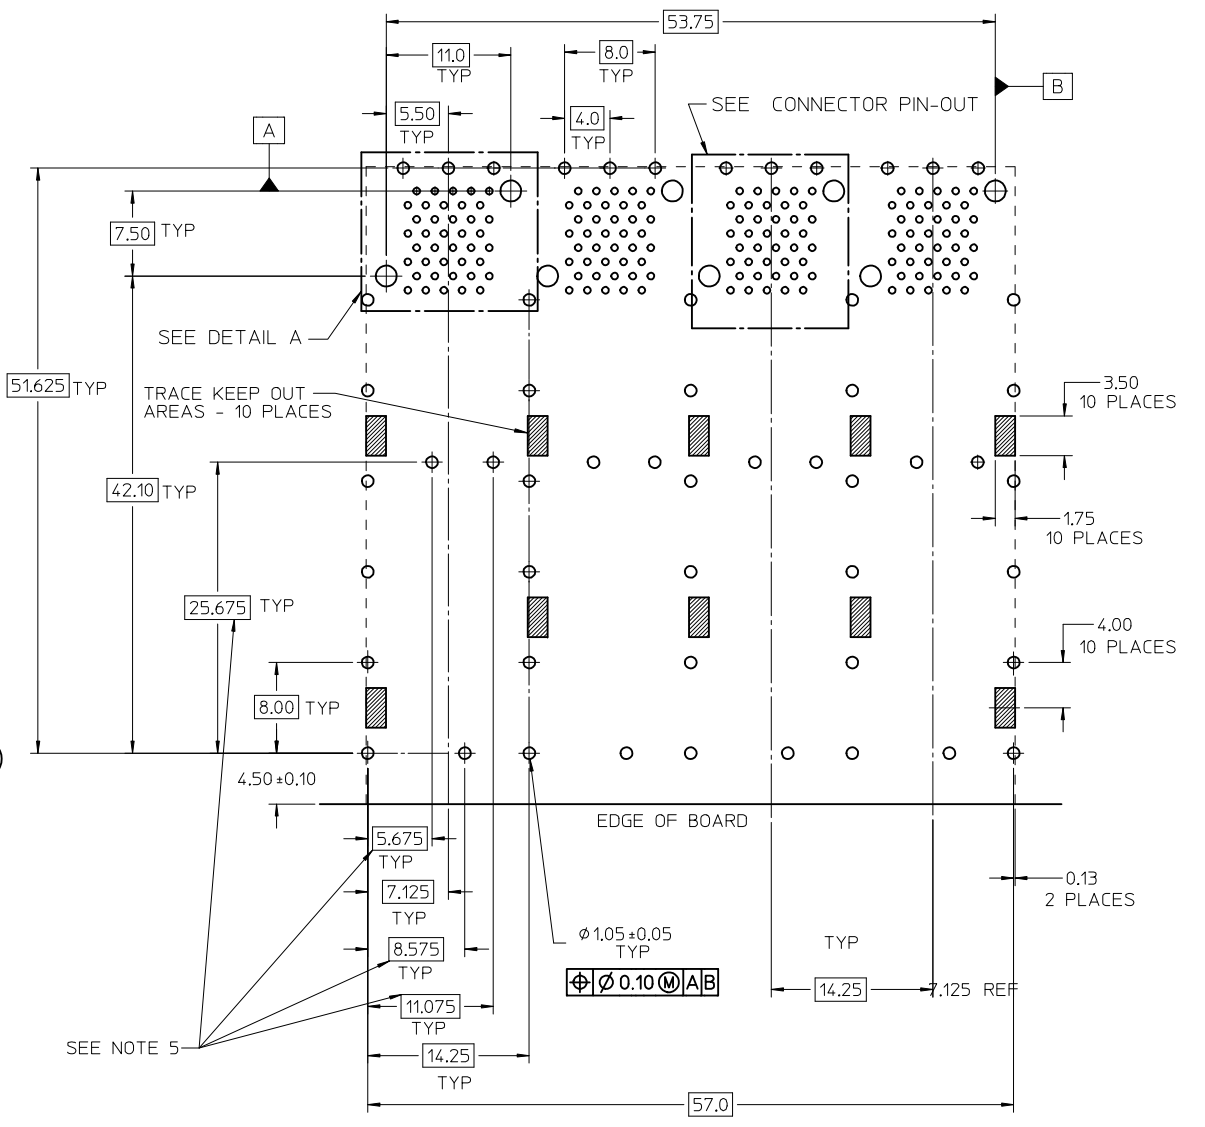 53.75
11.0
TYP
8.0
TYP
B
SEE CONNECTOR PIN-OUT
5.50
TYP
4.0
TYP
A
7.50 TYP
SEE DETAIL A
51.625 TYP
TRACE KEEP OUT
AREAS - 10 PLACES
3.50
10 PLACES
42.10 TYP
1.75
10 PLACES
25.675 TYP
4.00
10 PLACES
8.00 TYP
4.50±0.10
EDGE OF BOARD
5.675
TYP
0.13
2 PLACES
7.125
TYP
Ø1.05±0.05
TYP
TYP
8.575
TYP
⌖ Ø 0.10 Ⓜ A B
14.25
7.125 REF
11.075
TYP
SEE NOTE 5
14.25
TYP
57.0